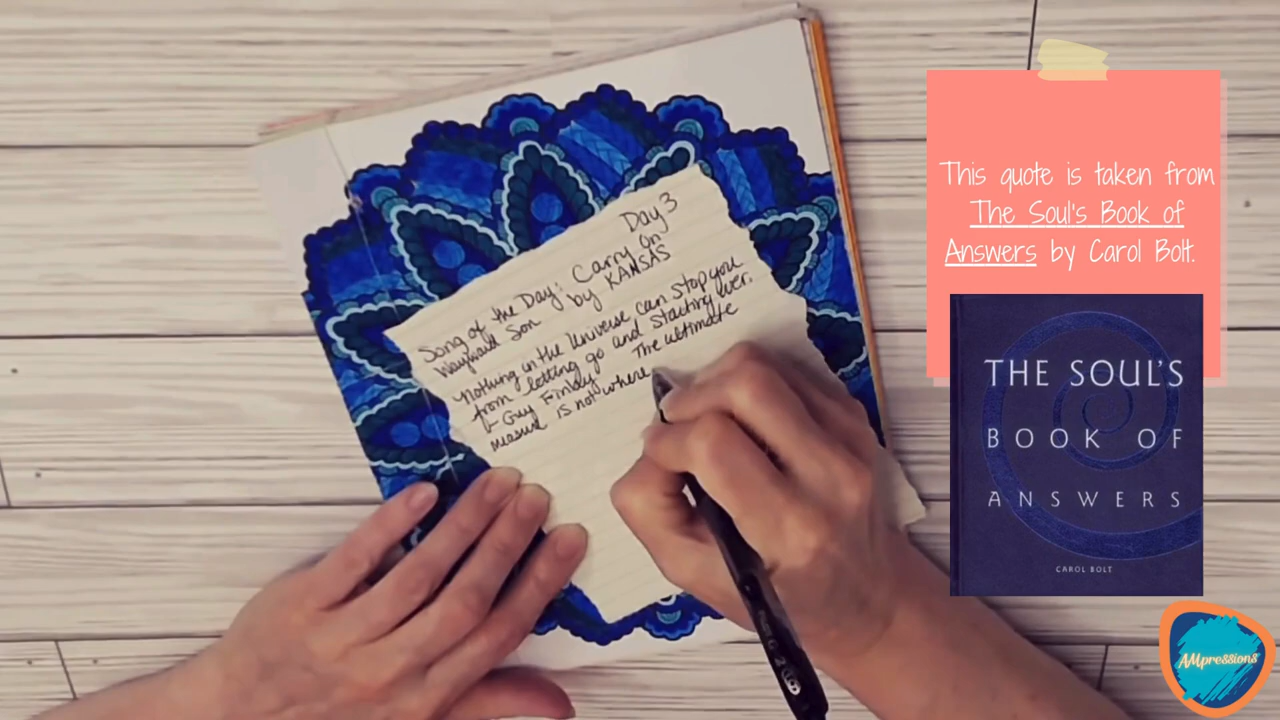 Day 3
Song of the Day: Carry On
Wayward Son by KANSAS
Nothing in the Universe can stop you
from letting go and starting over.
- Guy Finley The ultimate
measure is not where
This quote is taken from
The Soul's Book of
Answers by Carol Bolt.
THE SOUL'S
BOOK OF
ANSWERS
CAROL BOLT
AMpressions